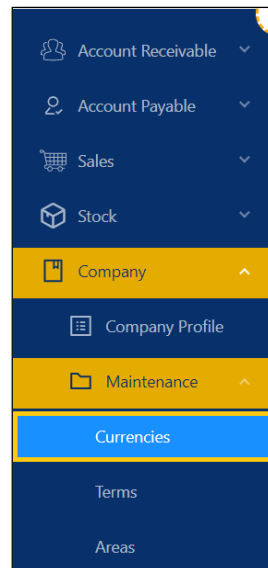 Account Receivable
Account Payable
Sales
Stock
Company
Company Profile
Maintenance
Currencies
Terms
Areas